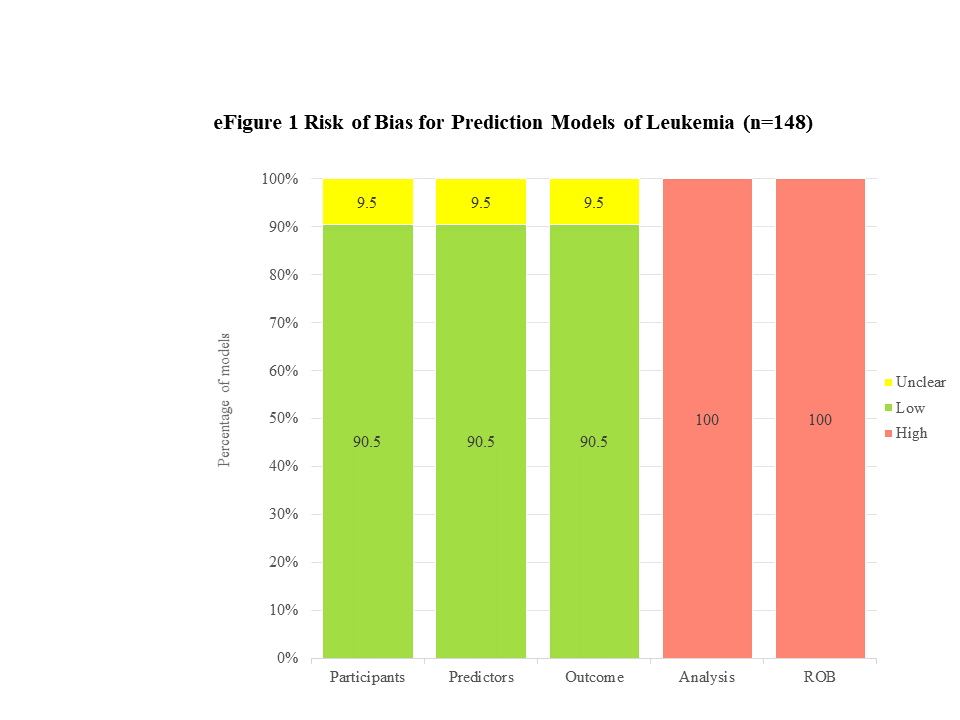 eFigure 1 Risk of Bias for Prediction Models of Leukemia (n=148)
100%
90%
80%
70%
60%
50%
40%
30%
20%
10%
0%
Percentage of models
9.5
9.5
9.5
90.5
90.5
90.5
100
100
Participants
Predictors
Outcome
Analysis
ROB
Unclear
Low
High